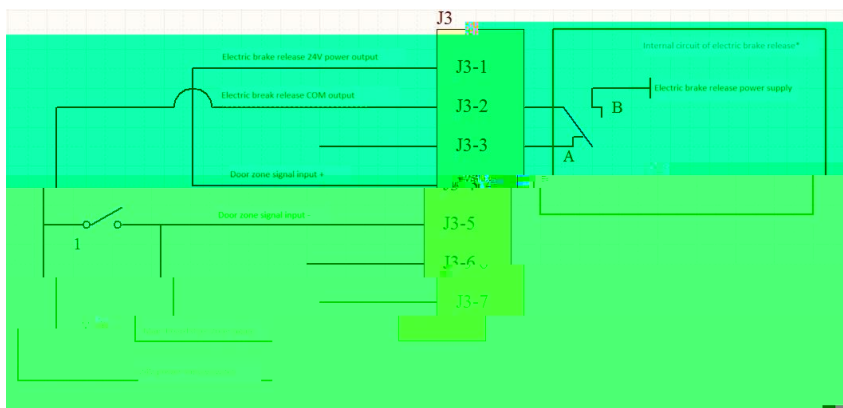 J3
Electric brake release 24V power output
Internal circuit of electric brake release*
J3-1
Electric break release COM output
J3-2
Electric brake release power supply
B
J3-3
A
Door zone signal input +
Door zone signal input -
J3-5
1
J3-6
J3-7